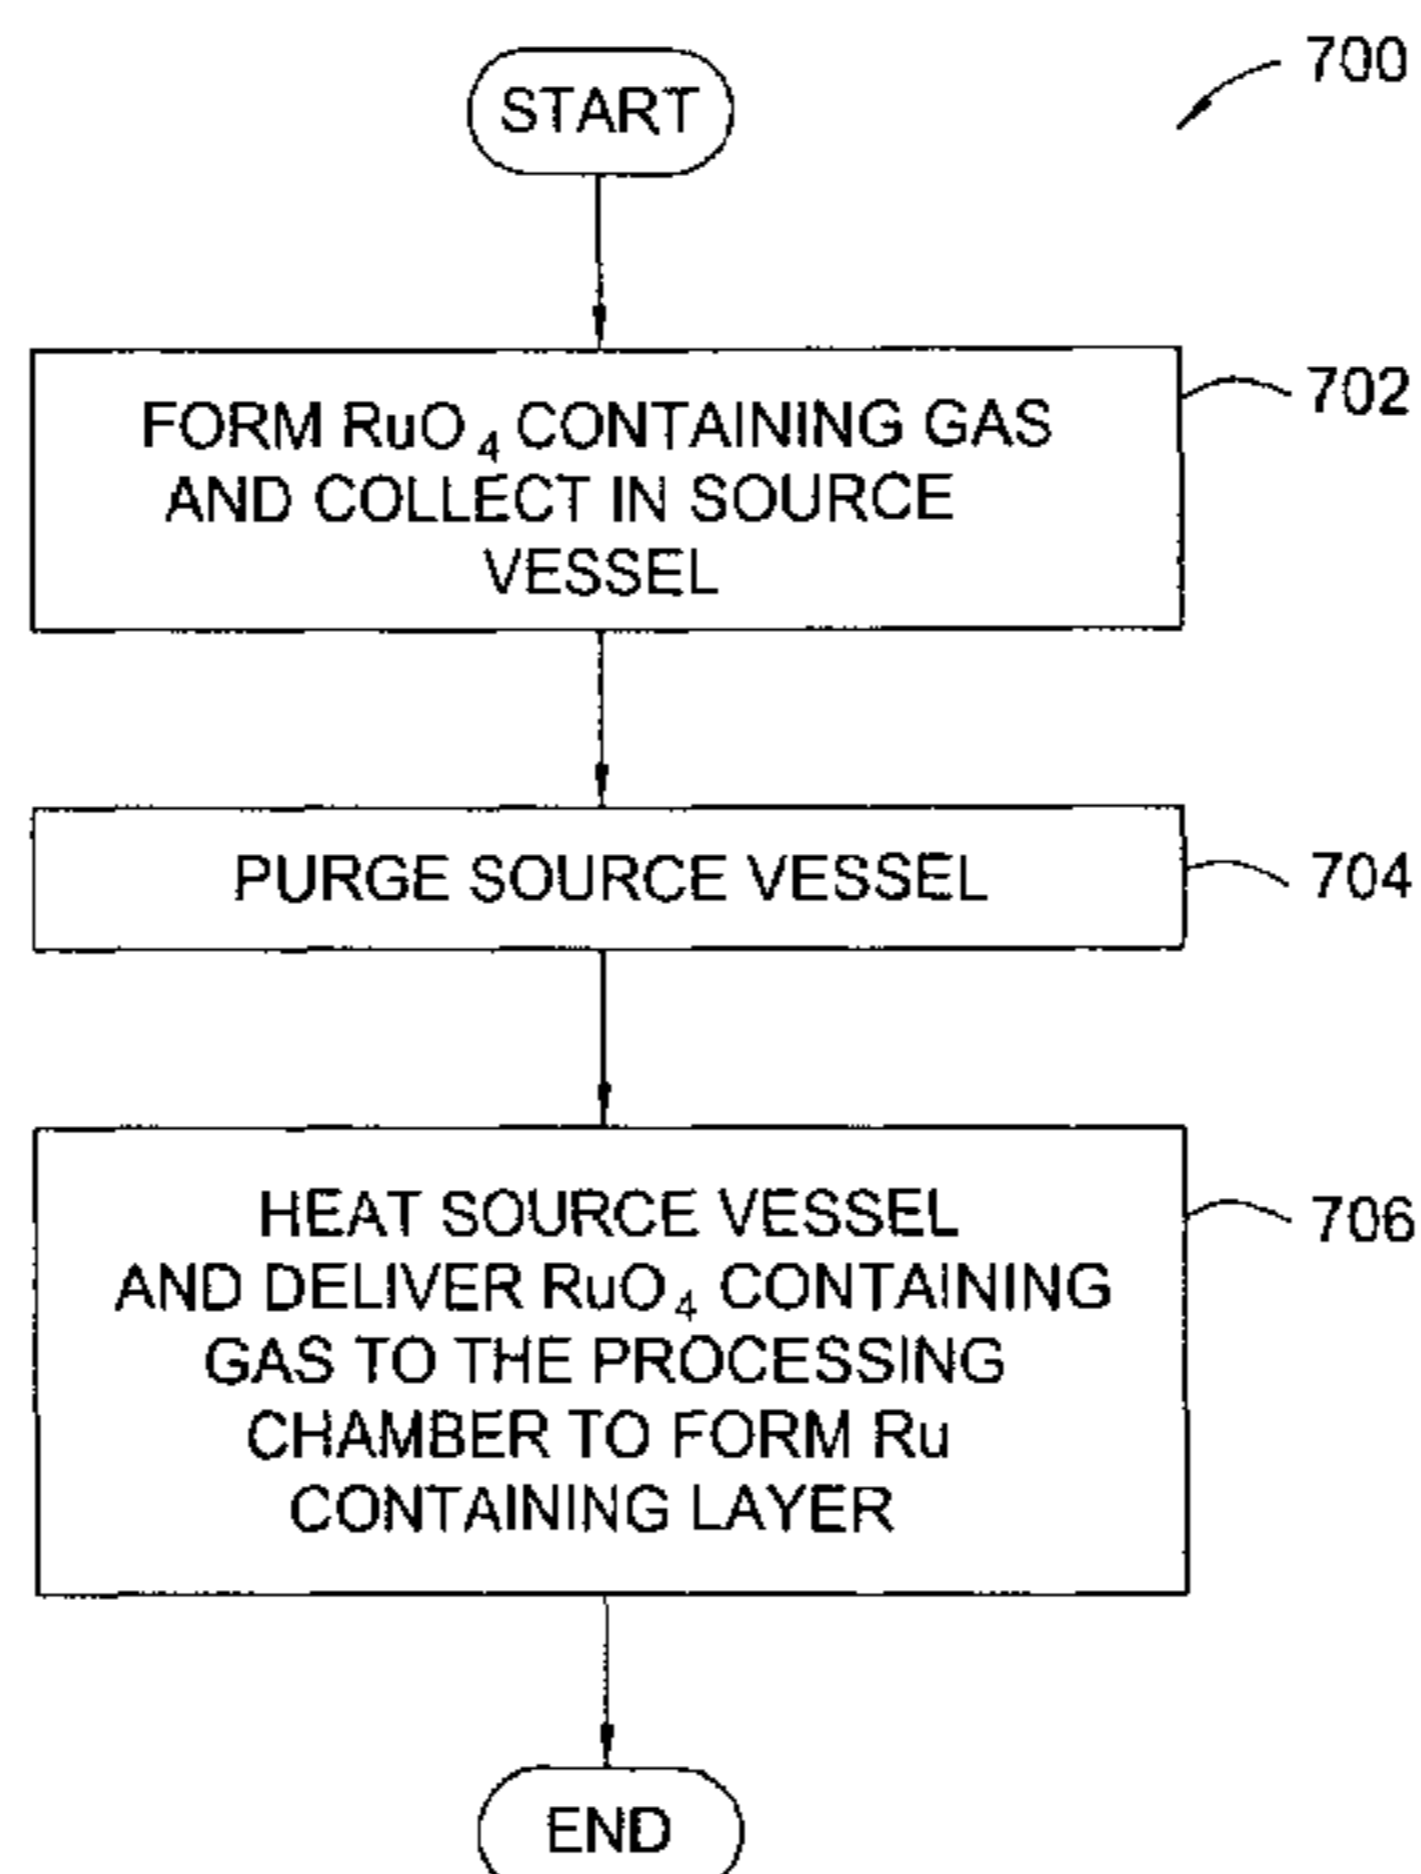 START
700
FORM RuO4 CONTAINING GAS
AND COLLECT IN SOURCE
VESSEL
702
PURGE SOURCE VESSEL
704
HEAT SOURCE VESSEL
AND DELIVER RuO4 CONTAINING
GAS TO THE PROCESSING
CHAMBER TO FORM Ru
CONTAINING LAYER
706
END